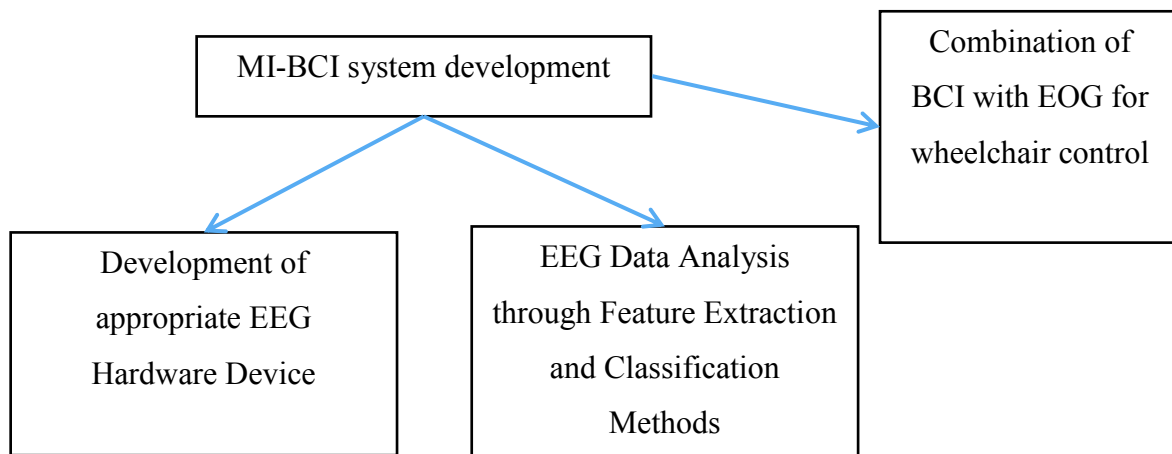 MI-BCI system development
Combination of
BCI with EOG for
wheelchair control
Development of
appropriate EEG
Hardware Device
EEG Data Analysis
through Feature Extraction
and Classification
Methods